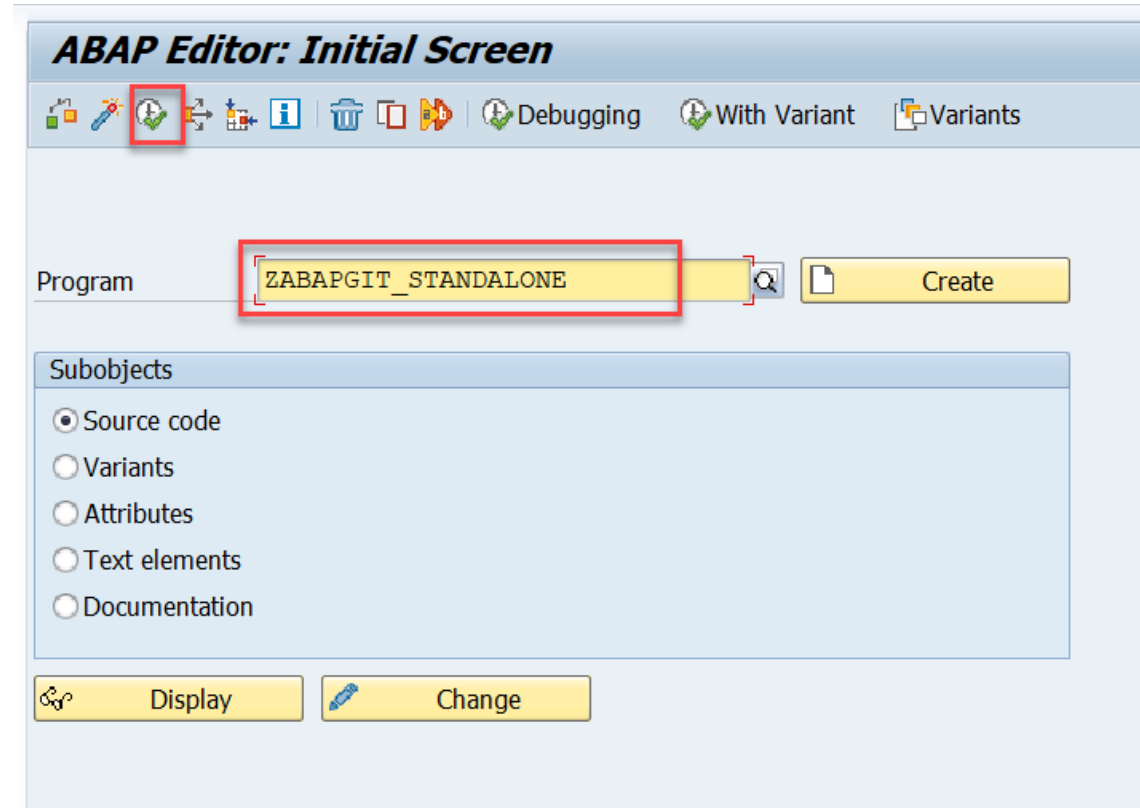 ABAP Editor: Initial Screen
Debugging With Variant Variants
Program ZABAPGIT_STANDALONE Create
Subobjects
Source code
Variants
Attributes
Text elements
Documentation
Display Change